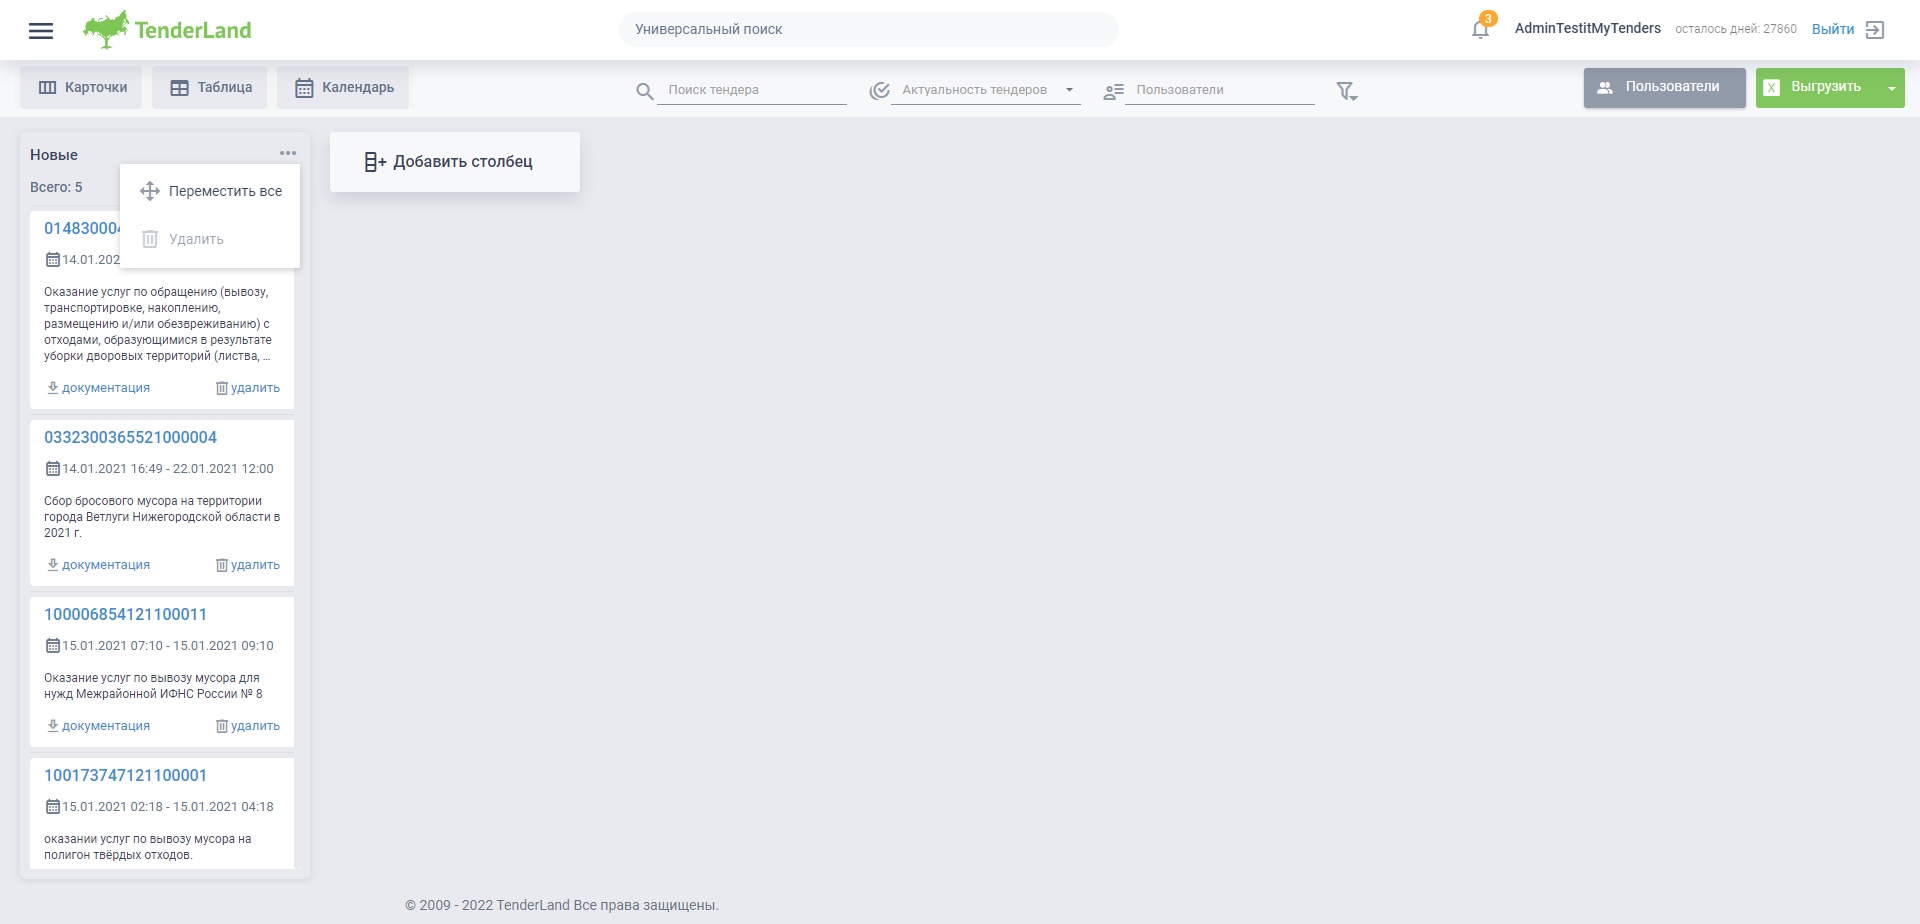 TenderLand
Универсальный поиск
3
AdminTestitMyTenders
осталось дней: 27860
Выйти
Карточки
Таблица
Календарь
Поиск тендера
Актуальность тендеров
Пользователи
Пользователи
X
Выгрузить
Новые
Всего: 5
Переместить все
Удалить
Добавить столбец
014830004
14.01.202
Оказание услуг по обращению (вывозу,
транспортировке, накоплению,
размещению и/или обезвреживанию) с
отходами, образующимися в результате
уборки дворовых территорий (листва, ...
документация
удалить
0332300365521000004
14.01.2021 16:49 - 22.01.2021 12:00
Сбор бросового мусора на территории
города Ветлуги Нижегородской области в
2021 г.
документация
удалить
100006854121100011
15.01.2021 07:10 - 15.01.2021 09:10
Оказание услуг по вывозу мусора для
нужд Межрайонной ИФНС России № 8
документация
удалить
100173747121100001
15.01.2021 02:18 - 15.01.2021 04:18
оказании услуг по вывозу мусора на
полигон твёрдых отходов.
© 2009 - 2022 TenderLand Все права защищены.